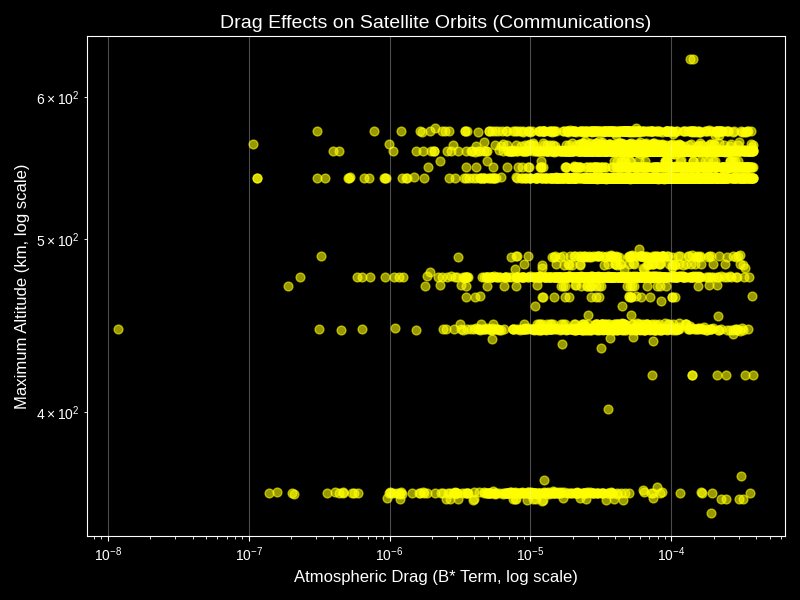 Drag Effects on Satellite Orbits (Communications)
Maximum Altitude (km, log scale)
6 × 10²
5 × 10²
4 × 10²
10⁻⁸ 10⁻⁷ 10⁻⁶ 10⁻⁵ 10⁻⁴
Atmospheric Drag (B* Term, log scale)